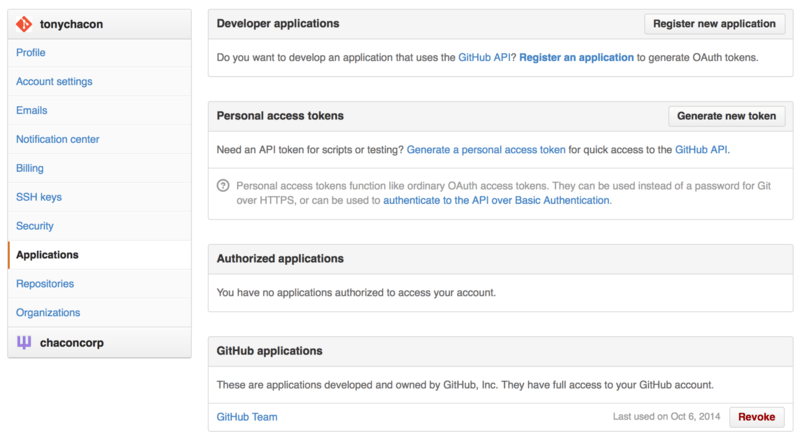 tonychacon
Profile
Account settings
Emails
Notification center
Billing
SSH keys
Security
Applications
Repositories
Organizations
chaconcorp
Developer applications
Register new application
Do you want to develop an application that uses the GitHub API? Register an application to generate OAuth tokens.
Personal access tokens
Generate new token
Need an API token for scripts or testing? Generate a personal access token for quick access to the GitHub API.
? Personal access tokens function like ordinary OAuth access tokens. They can be used instead of a password for Git
over HTTPS, or can be used to authenticate to the API over Basic Authentication.
Authorized applications
You have no applications authorized to access your account.
GitHub applications
These are applications developed and owned by GitHub, Inc. They have full access to your GitHub account.
GitHub Team
Last used on Oct 6, 2014
Revoke